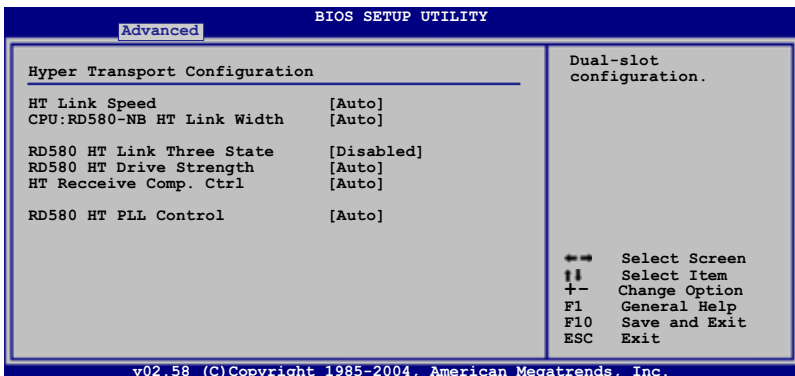 BIOS SETUP UTILITY
Advanced
Hyper Transport Configuration
HT Link Speed [Auto]
CPU:RD580-NB HT Link Width [Auto]
RD580 HT Link Three State [Disabled]
RD580 HT Drive Strength [Auto]
HT Recceive Comp. Ctrl [Auto]
RD580 HT PLL Control [Auto]
Dual-slot
configuration.
←→ Select Screen
↑↓ Select Item
+- Change Option
F1 General Help
F10 Save and Exit
ESC Exit
v02.58 (C)Copyright 1985-2004, American Megatrends, Inc.